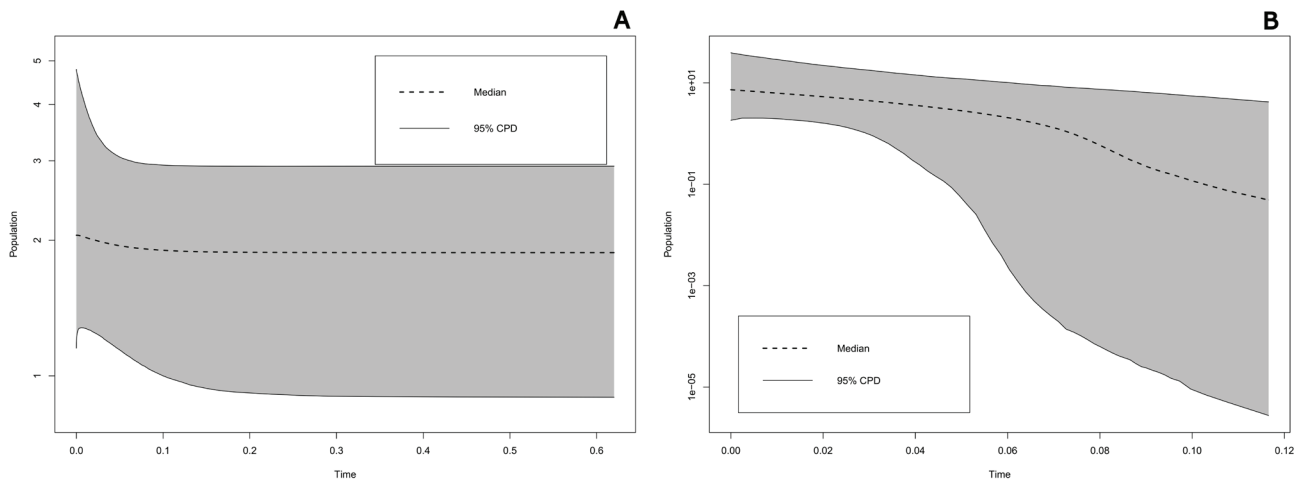 A
Population
5
4
3
2
1
Median
95% CPD
0.0 0.1 0.2 0.3 0.4 0.5 0.6
Time
B
Population
1e+01
1e-01
1e-03
1e-05
Median
95% CPD
0.00 0.02 0.04 0.06 0.08 0.10 0.12
Time